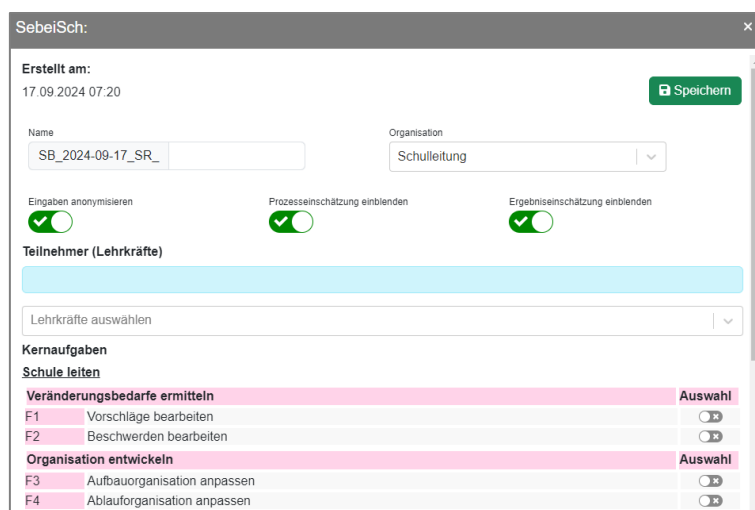 SebeiSch:
×
Erstellt am:
17.09.2024 07:20
Speichern
Name
Organisation
SB_2024-09-17_SR_
Schulleitung
Eingaben anonymisieren
Prozesseinschätzung einblenden
Ergebniseinschätzung einblenden
Teilnehmer (Lehrkräfte)
Lehrkräfte auswählen
Kernaufgaben
Schule leiten
Veränderungsbedarfe ermitteln Auswahl
F1 Vorschläge bearbeiten
F2 Beschwerden bearbeiten
Organisation entwickeln Auswahl
F3 Aufbauorganisation anpassen
F4 Ablauforganisation anpassen